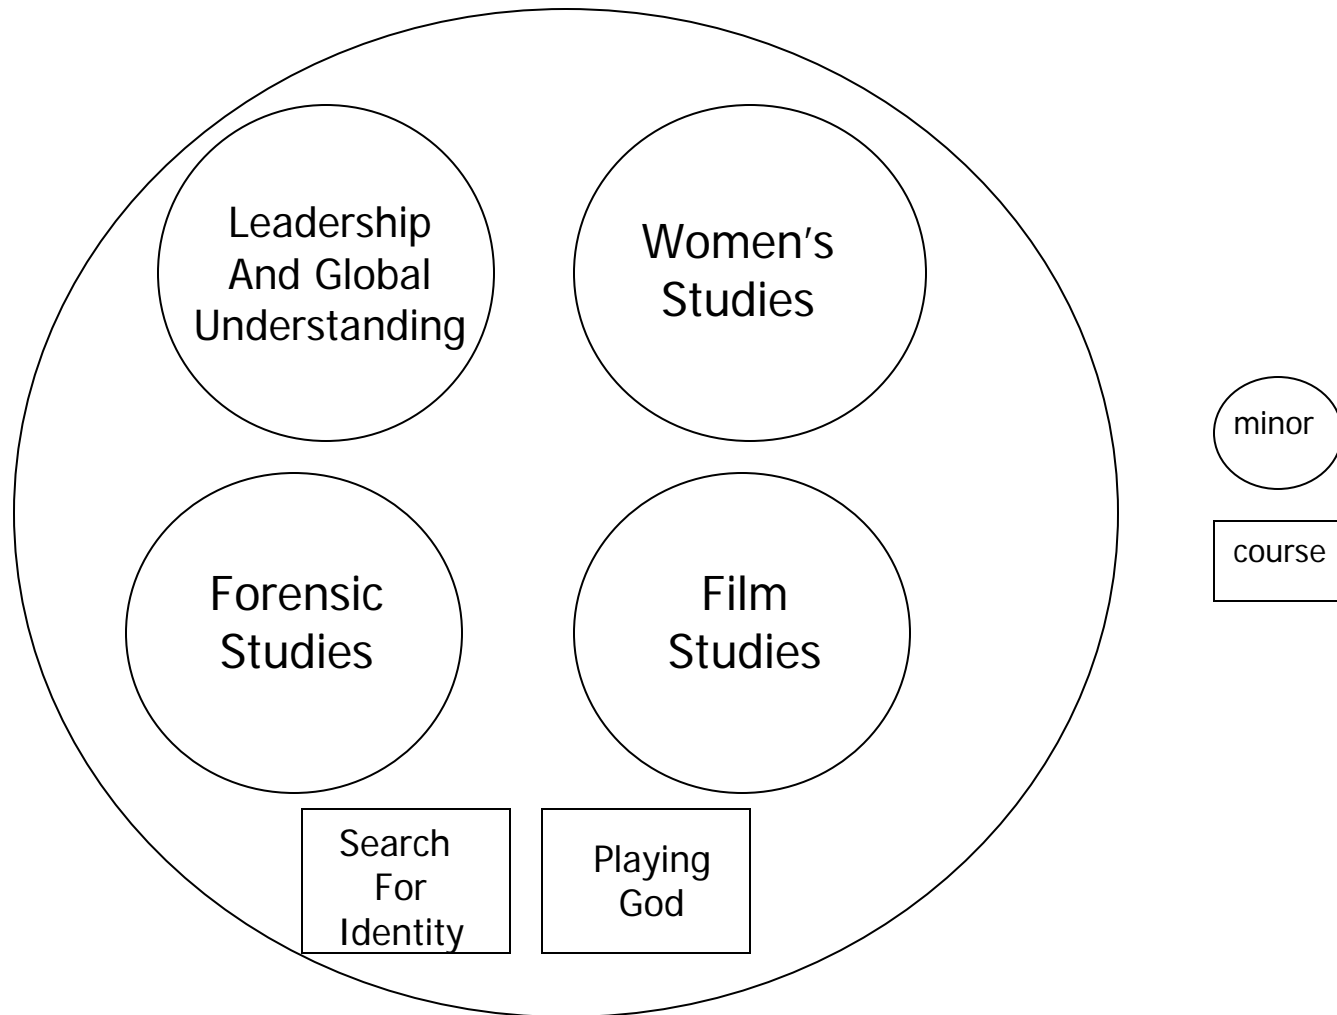 Leadership
And Global
Understanding
Women's
Studies
Forensic
Studies
Film
Studies
Search
For
Identity
Playing
God
minor
course